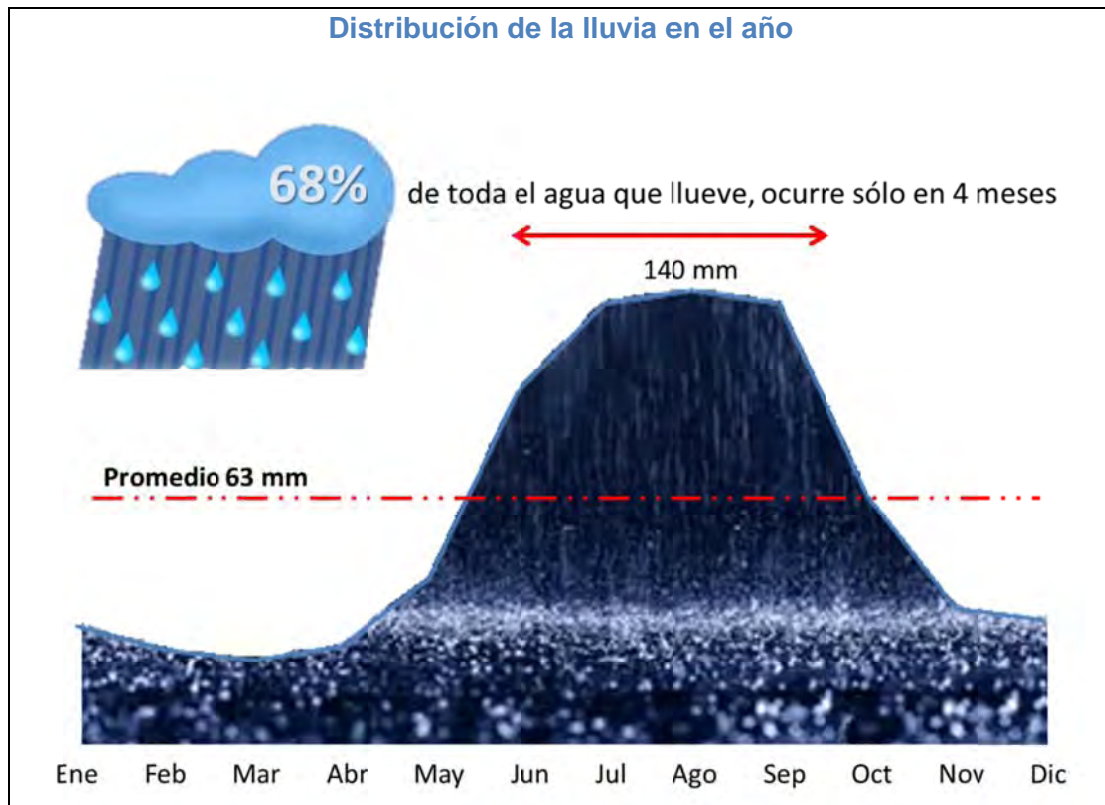 Distribución de la lluvia en el año
68%
de toda el agua que llueve, ocurre sólo en 4 meses
140 mm
Promedio 63 mm
Ene Feb Mar Abr May Jun Jul Ago Sep Oct Nov Dic